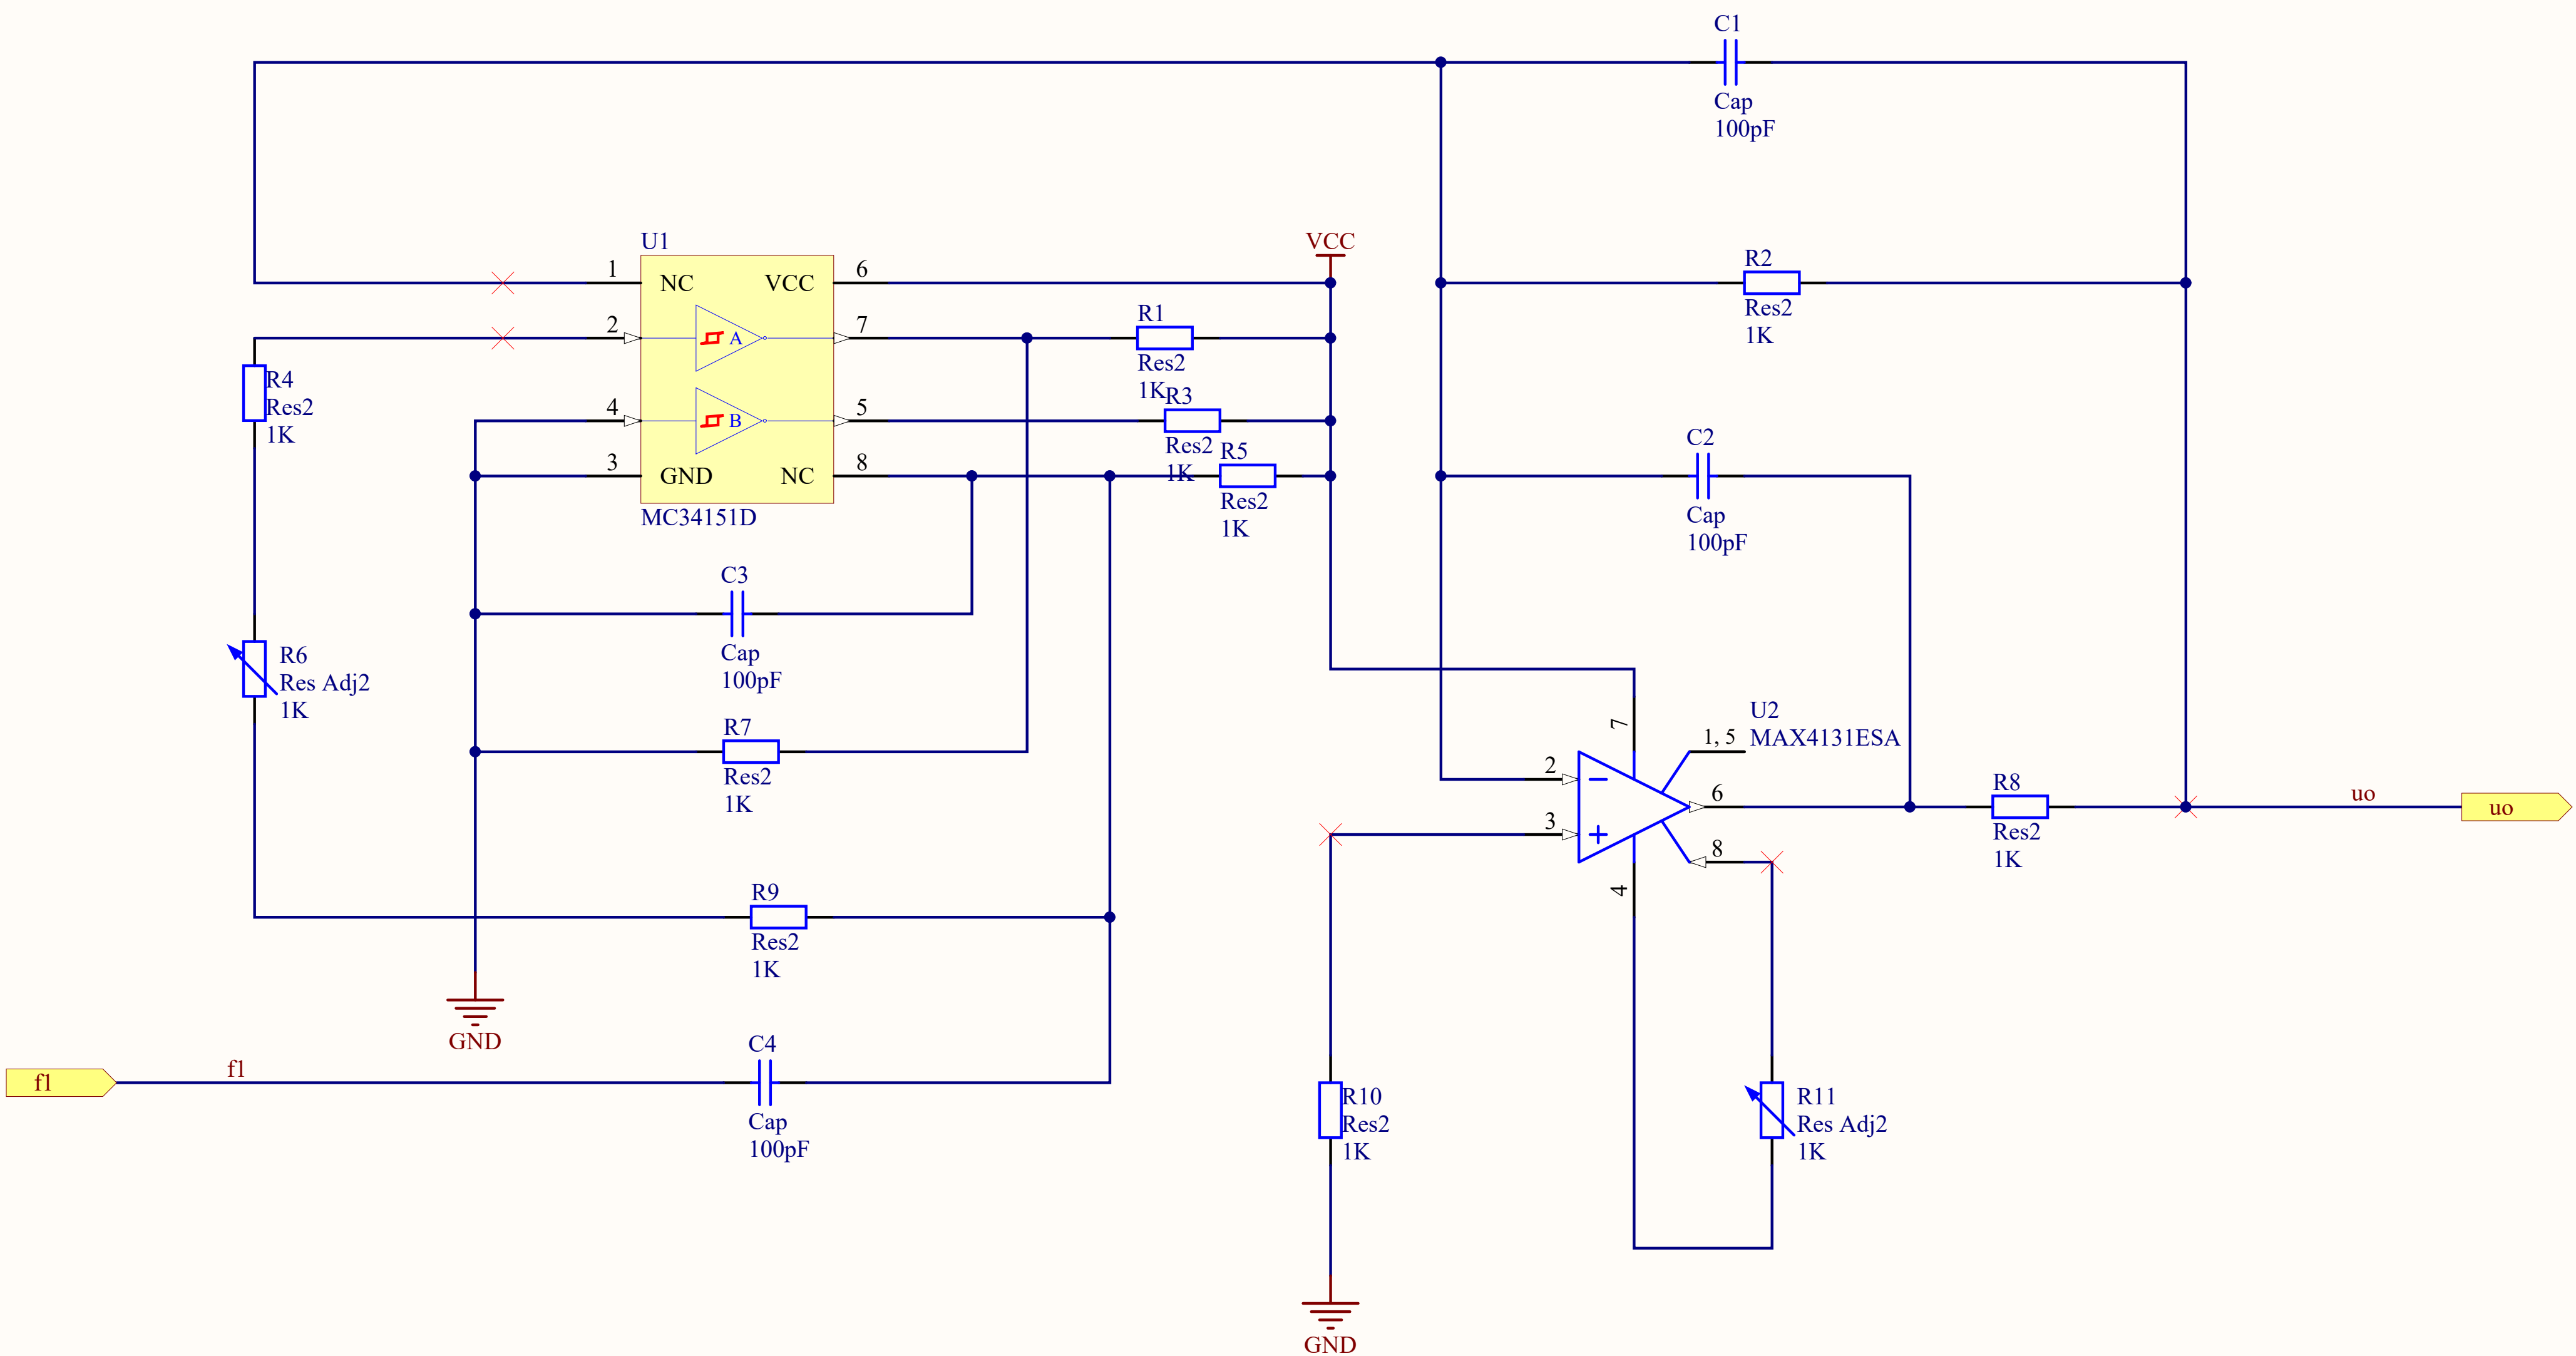 C1
Cap
100pF
U1
VCC
1
NC
VCC
6
R2
Res2
1K
2
A
7
R1
Res2
1K
R4
Res2
1K
4
B
5
R3
Res2
1K
3
GND
NC
8
R5
Res2
1K
MC34151D
C2
Cap
100pF
C3
Cap
100pF
R6
Res Adj2
1K
R7
Res2
1K
7
U2
1, 5
MAX4131ESA
2
6
3
8
4
R8
Res2
1K
uo
uo
R9
Res2
1K
GND
f1
f1
C4
Cap
100pF
R10
Res2
1K
R11
Res Adj2
1K
GND